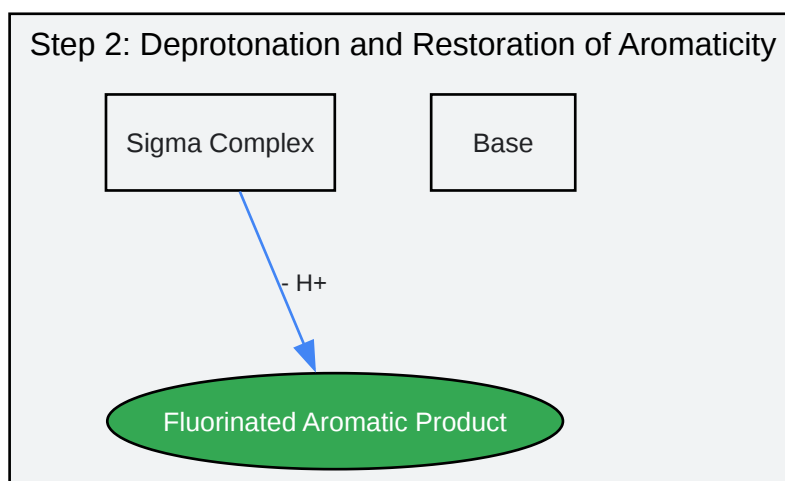 Step 2: Deprotonation and Restoration of Aromaticity
Sigma Complex
Base
- H+
Fluorinated Aromatic Product